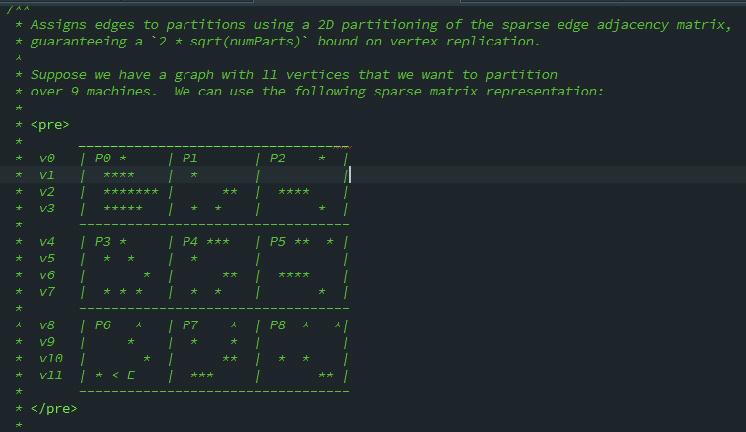 /**
 * Assigns edges to partitions using a 2D partitioning of the sparse edge adjacency matrix,
 * guaranteeing a `2 * sqrt(numParts)` bound on vertex replication.
 *
 * Suppose we have a graph with 11 vertices that we want to partition
 * over 9 machines.  We can use the following sparse matrix representation:
 *
 * <pre>
 *       __________________________________
 *  v0   | P0 *     | P1       | P2    *  |
 *  v1   |  ****    |  *       |          |
 *  v2   |  ******* |      **  |  ****    |
 *  v3   |  *****   |  *  *    |       *  |
 *       ----------------------------------
 *  v4   | P3 *     | P4 ***   | P5 **  * |
 *  v5   |  *  *    |  *       |          |
 *  v6   |       *  |      **  |  ****    |
 *  v7   |  * * *   |  *  *    |       *  |
 *       ----------------------------------
 *  v8   | P6   *   | P7    *  | P8  *   *|
 *  v9   |     *    |  *    *  |          |
 *  v10  |       *  |      **  |  *  *    |
 *  v11  | * < E    |  ***     |       ** |
 *       ----------------------------------
 * </pre>
 *